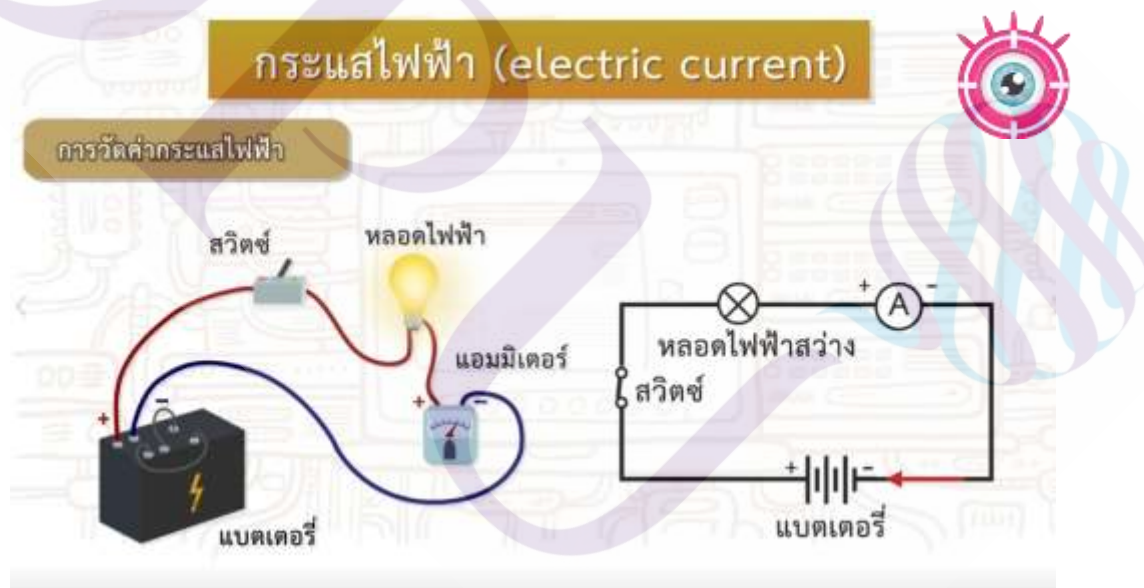 กระแสไฟฟ้า (electric current)
การวัดค่ากระแสไฟฟ้า
สวิตซ์
หลอดไฟฟ้า
แอมมิเตอร์
+
-
+
-
แบตเตอรี่
+
A
-
หลอดไฟฟ้าสว่าง
สวิตซ์
+
-
แบตเตอรี่